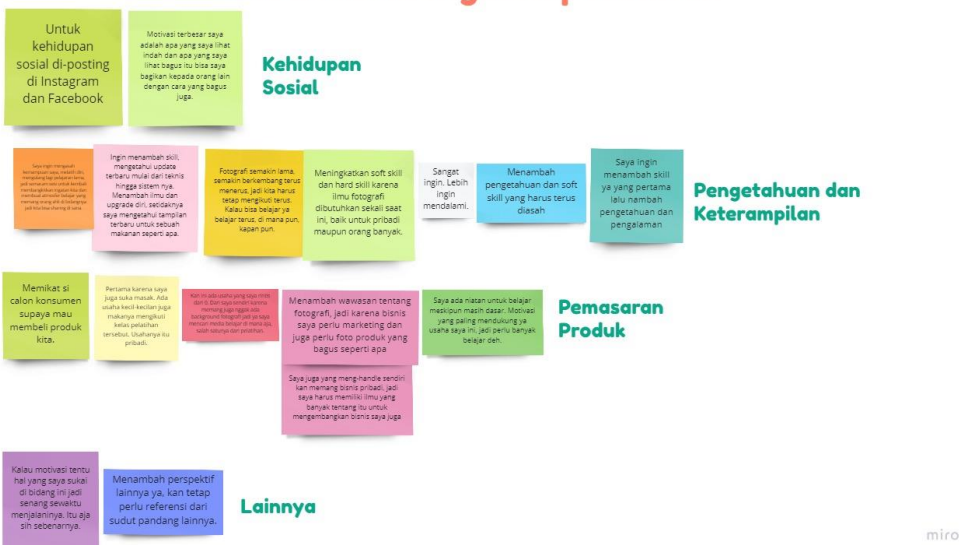 Untuk
kehidupan
sosial di-posting
di Instagram
dan Facebook
Motivasi terbesar saya
adalah apa yang saya lihat
indah dan apa yang saya
lihat bagus itu bisa saya
bagikan kepada orang lain
dengan cara yang bagus
juga.
Kehidupan
Sosial
Saya ingin mengasah
kemampuan saya, melatih diri,
mengulang lagi pelajaran lama,
Ingin menambah skill,
mengetahui update
terbaru mulai dari teknis
hingga sistem nya.
Menambah ilmu dan
upgrade diri, setidaknya
saya mengetahui tampilan
terbaru untuk sebuah
makanan seperti apa.
Fotografi semakin lama,
semakin berkembang terus
menerus, jadi kita harus
tetap mengikuti terus.
Kalau bisa belajar ya
belajar terus, di mana pun,
kapan pun.
Meningkatkan soft skill
dan hard skill karena
ilmu fotografi
dibutuhkan sekali saat
ini, baik untuk pribadi
maupun orang banyak.
Sangat
ingin. Lebih
ingin
mendalami.
Menambah
pengetahuan dan soft
skill yang harus terus
diasah
Saya ingin
menambah skill
ya yang pertama
lalu nambah
pengetahuan dan
pengalaman
Pengetahuan dan
Keterampilan
Memikat si
calon konsumen
supaya mau
membeli produk
kita.
Pertama karena saya
juga suka masak. Ada
usaha kecil-kecilan juga
makanya mengikuti
kelas pelatihan
tersebut. Usahanya itu
pribadi.
Menambah wawasan tentang
fotografi, jadi karena bisnis
saya perlu marketing dan
juga perlu foto produk yang
bagus seperti apa
Saya ada niatan untuk belajar
meskipun masih dasar. Motivasi
yang paling mendukung ya
usaha saya ini, jadi perlu banyak
belajar deh.
Pemasaran
Produk
Saya juga yang meng-handle sendiri
kan memang bisnis pribadi, jadi
saya harus memiliki ilmu yang
banyak tentang itu untuk
mengembangkan bisnis saya juga
Kalau motivasi tentu
hal yang saya sukai
di bidang ini jadi
senang sewaktu
menjalaninya. Itu aja
sih sebenarnya.
Menambah perspektif
lainnya ya, kan tetap
perlu referensi dari
sudut pandang lainnya.
Lainnya
miro